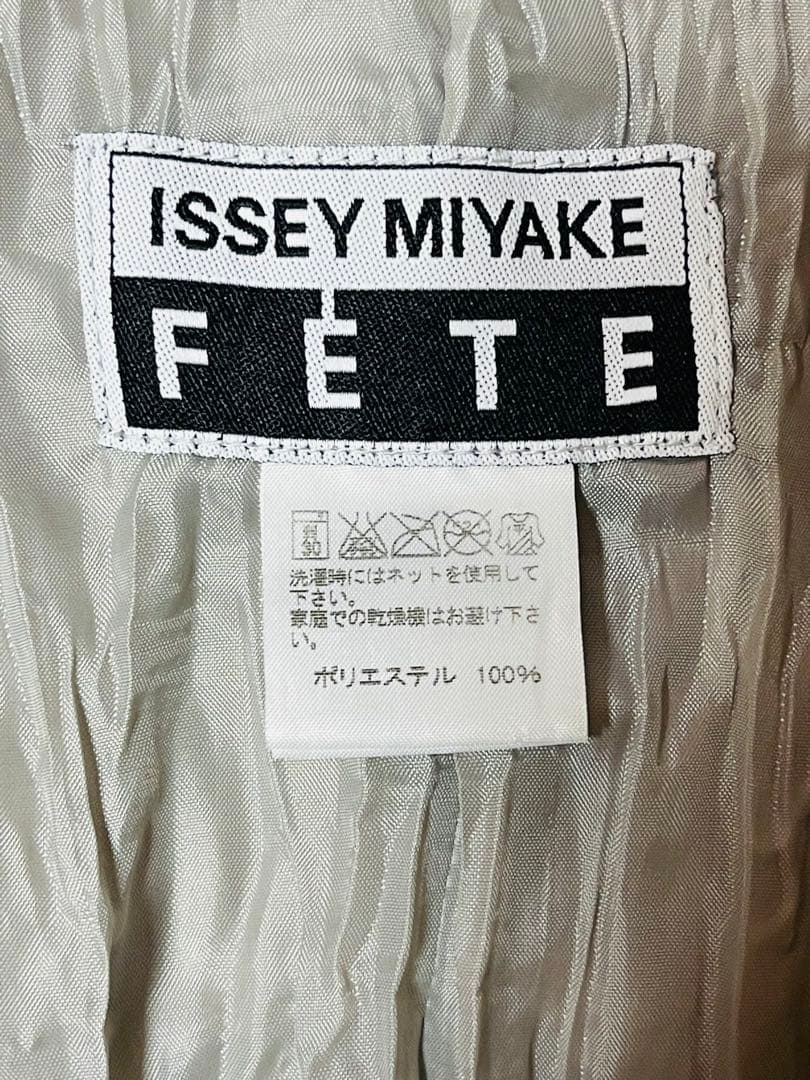 ISSEY MIYAKE
FÈTE
30
洗濯時にはネットを使用して
下さい。
家庭での乾燥機はお避け下さ
い。
ポリエステル 100%